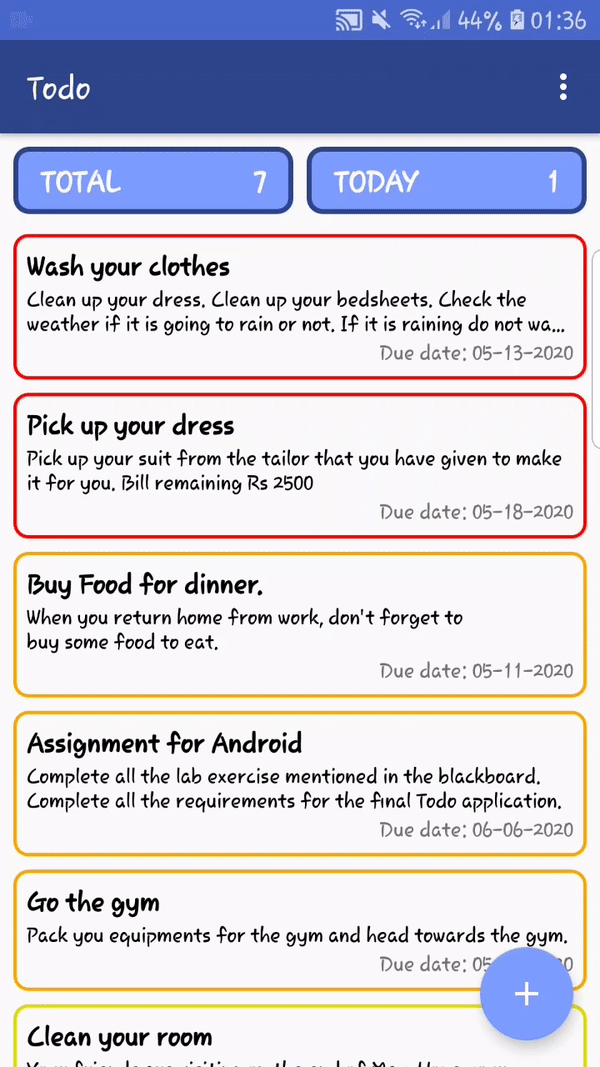 44% 01:36
Todo
TOTAL 7
TODAY 1
Wash your clothes
Clean up your dress. Clean up your bedsheets. Check the
weather if it is going to rain or not. If it is raining do not wa...
Due date: 05-13-2020
Pick up your dress
Pick up your suit from the tailor that you have given to make
it for you. Bill remaining Rs 2500
Due date: 05-18-2020
Buy Food for dinner.
When you return home from work, don't forget to
buy some food to eat.
Due date: 05-11-2020
Assignment for Android
Complete all the lab exercise mentioned in the blackboard.
Complete all the requirements for the final Todo application.
Due date: 06-06-2020
Go the gym
Pack you equipments for the gym and head towards the gym.
Due date:
Clean your room